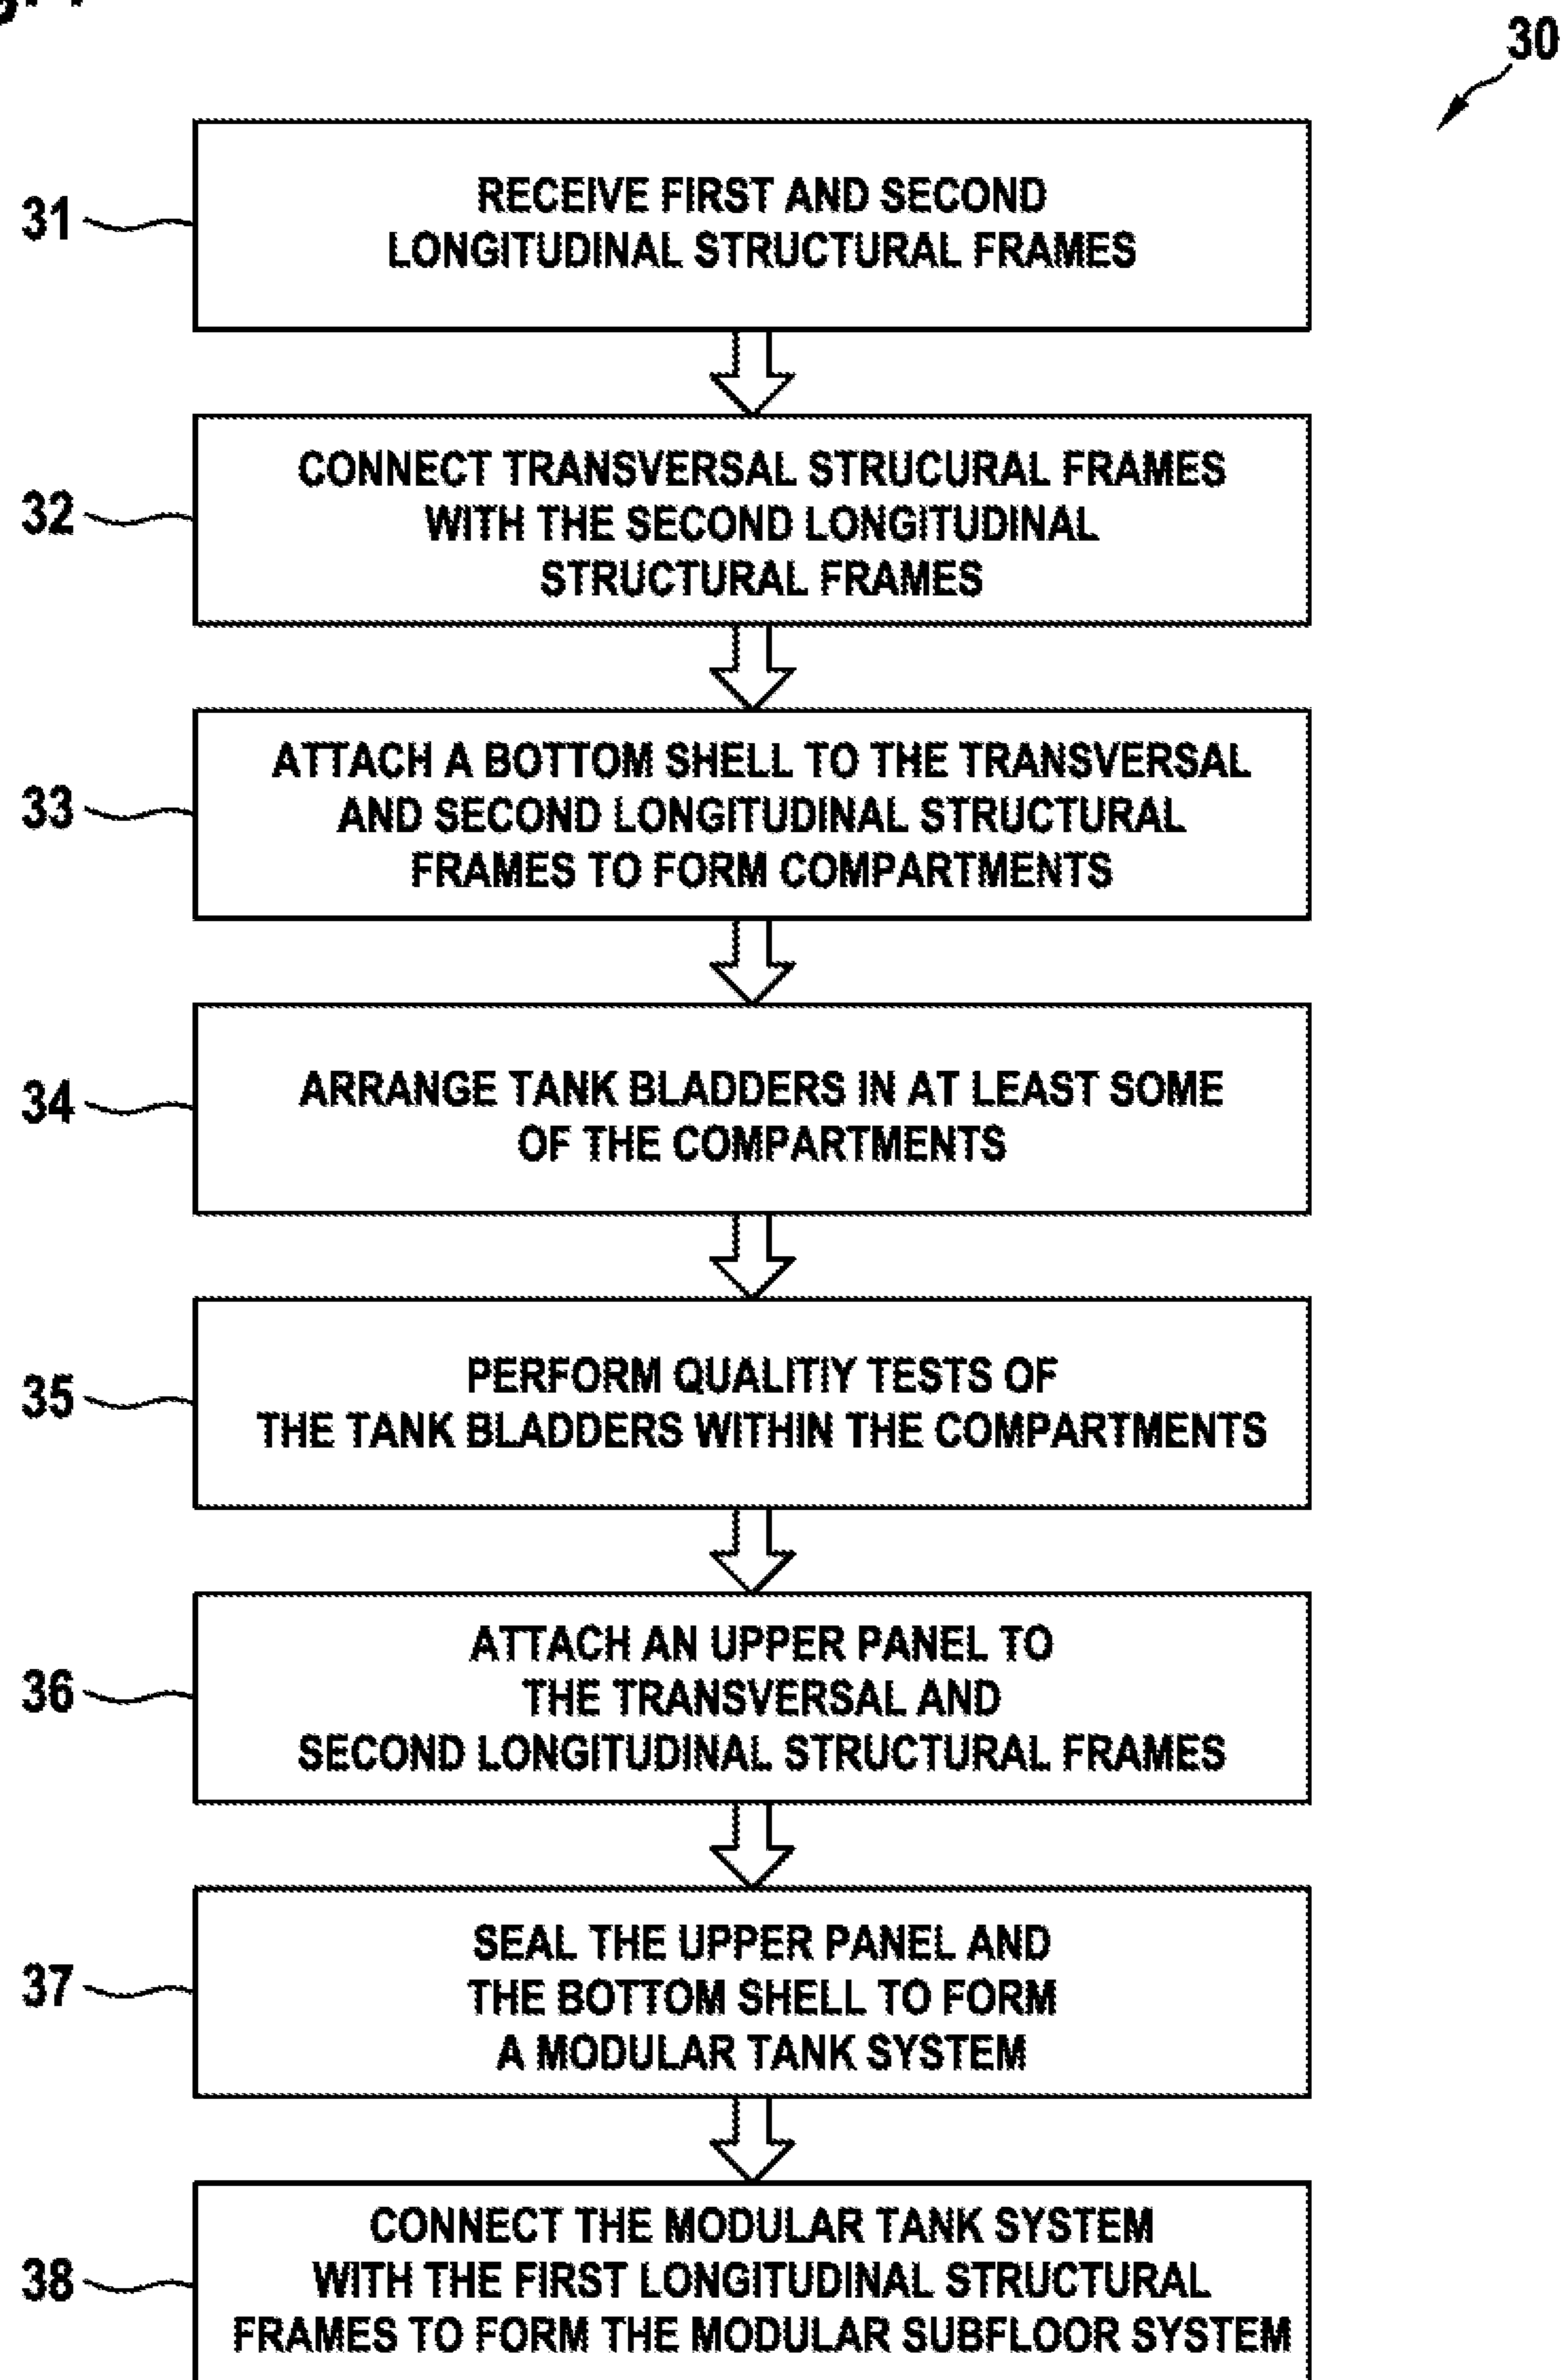 30
31
RECEIVE FIRST AND SECOND
LONGITUDINAL STRUCTURAL FRAMES
32
CONNECT TRANSVERSAL STRUCURAL FRAMES
WITH THE SECOND LONGITUDINAL
STRUCTURAL FRAMES
33
ATTACH A BOTTOM SHELL TO THE TRANSVERSAL
AND SECOND LONGITUDINAL STRUCTURAL
FRAMES TO FORM COMPARTMENTS
34
ARRANGE TANK BLADDERS IN AT LEAST SOME
OF THE COMPARTMENTS
35
PERFORM QUALITIY TESTS OF
THE TANK BLADDERS WITHIN THE COMPARTMENTS
36
ATTACH AN UPPER PANEL TO
THE TRANSVERSAL AND
SECOND LONGITUDINAL STRUCTURAL FRAMES
37
SEAL THE UPPER PANEL AND
THE BOTTOM SHELL TO FORM
A MODULAR TANK SYSTEM
38
CONNECT THE MODULAR TANK SYSTEM
WITH THE FIRST LONGITUDINAL STRUCTURAL
FRAMES TO FORM THE MODULAR SUBFLOOR SYSTEM